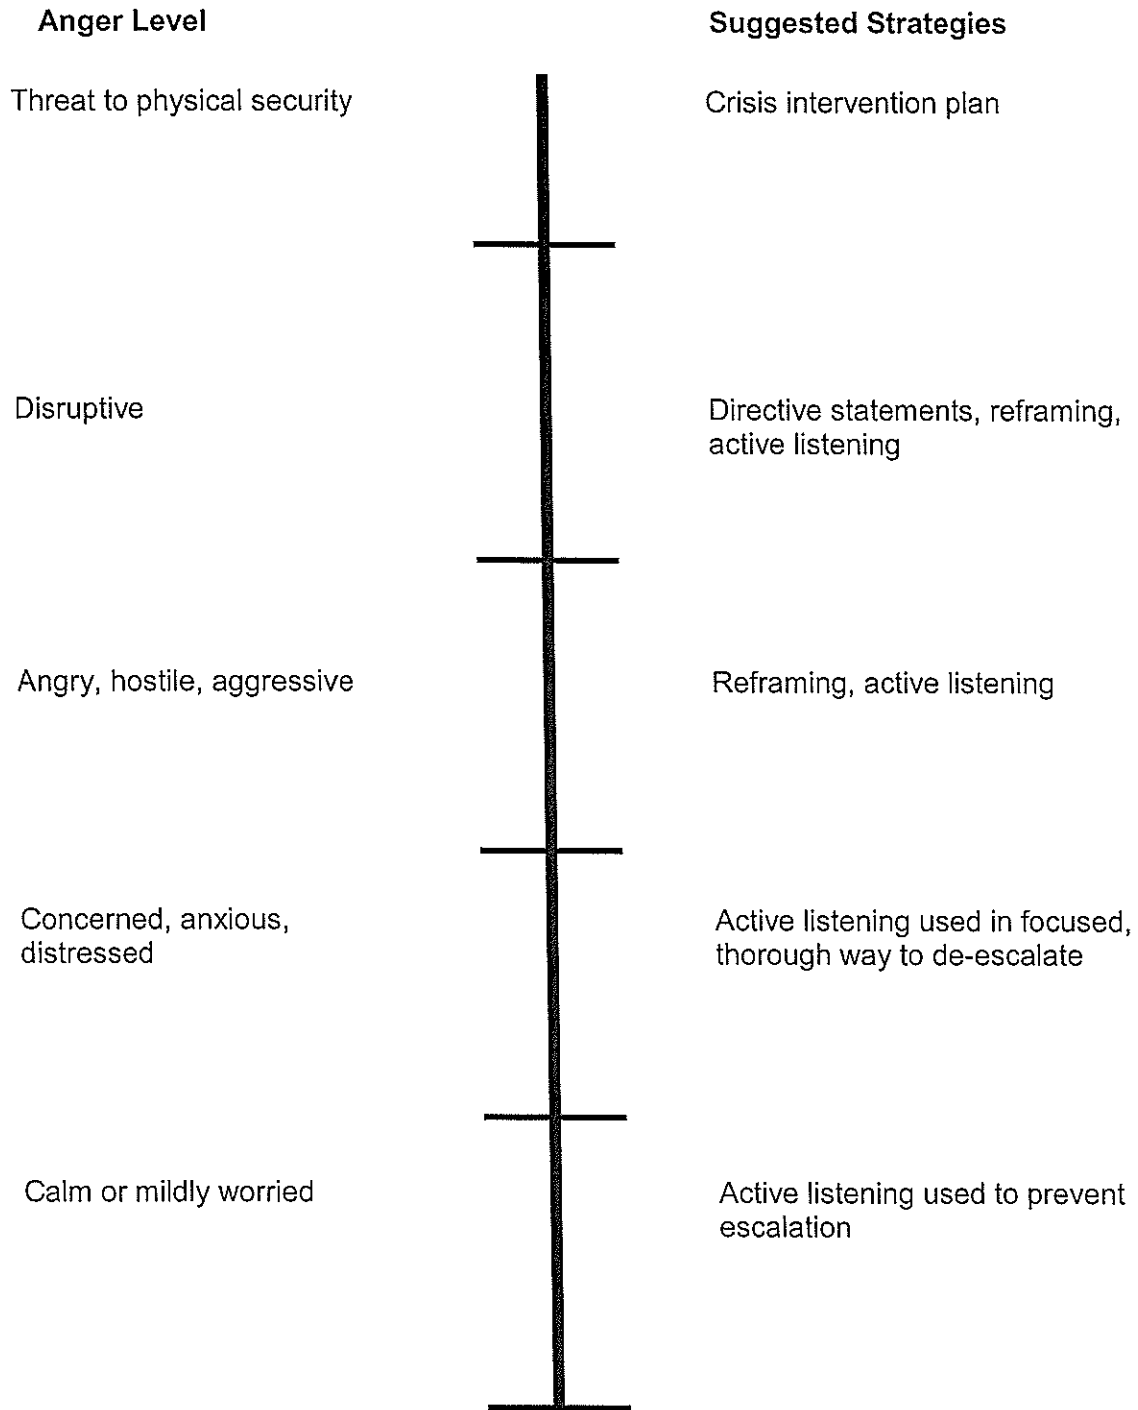 Anger Level
Suggested Strategies
Threat to physical security
Crisis intervention plan
Disruptive
Directive statements, reframing,
active listening
Angry, hostile, aggressive
Reframing, active listening
Concerned, anxious,
distressed
Active listening used in focused,
thorough way to de-escalate
Calm or mildly worried
Active listening used to prevent
escalation